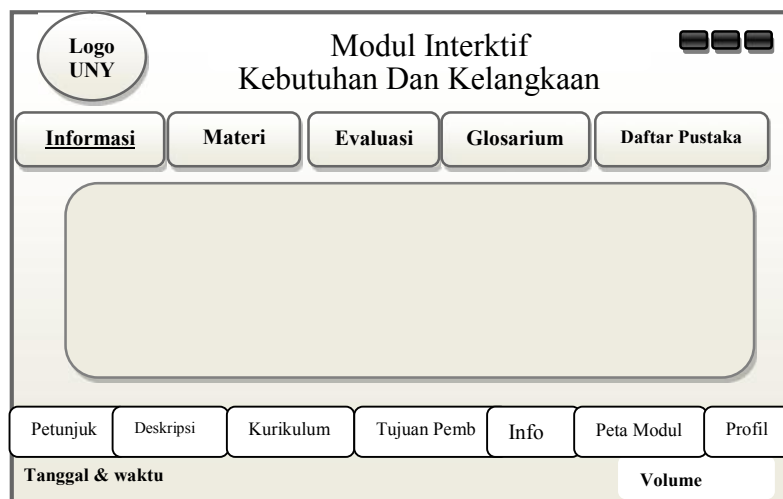 Logo
UNY
Modul Interktif
Kebutuhan Dan Kelangkaan
Informasi
Materi
Evaluasi
Glosarium
Daftar Pustaka
Petunjuk
Deskripsi
Kurikulum
Tujuan Pemb
Info
Peta Modul
Profil
Tanggal & waktu
Volume